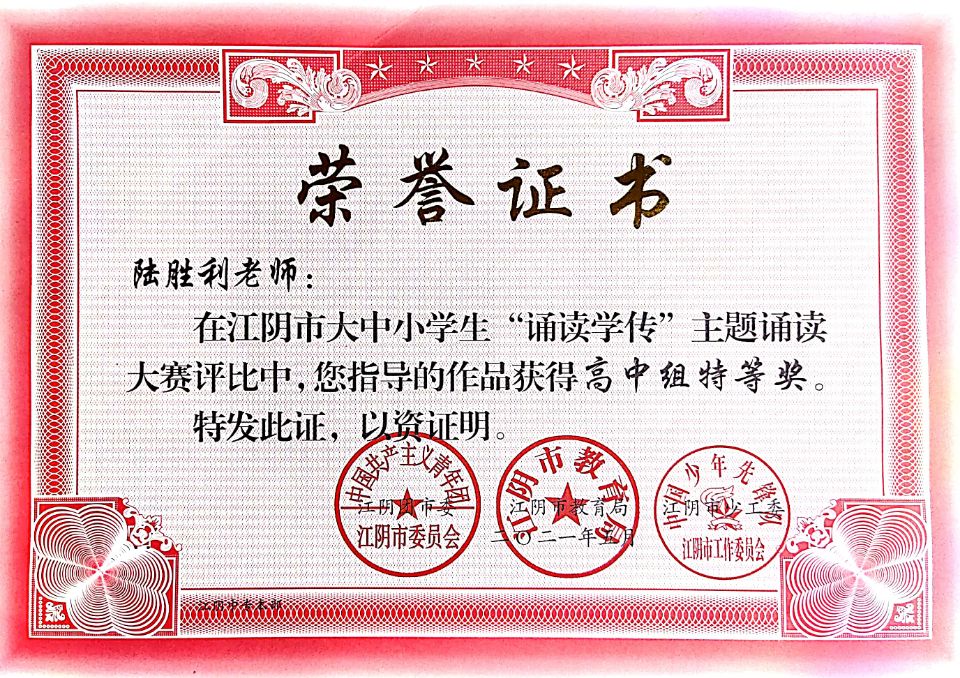 荣誉证书
陆胜利老师：
在江阴市大中小学生“诵读学传”主题诵读
大赛评比中，您指导的作品获得高中组特等奖。
特发此证，以资证明。
中国共产主义青年团
江阴市委员会
江阴团市委
江阴市教育局
江阴市教育局
二〇二一年五月
中国少年先锋队
江阴市工作委员会
江阴市少工委